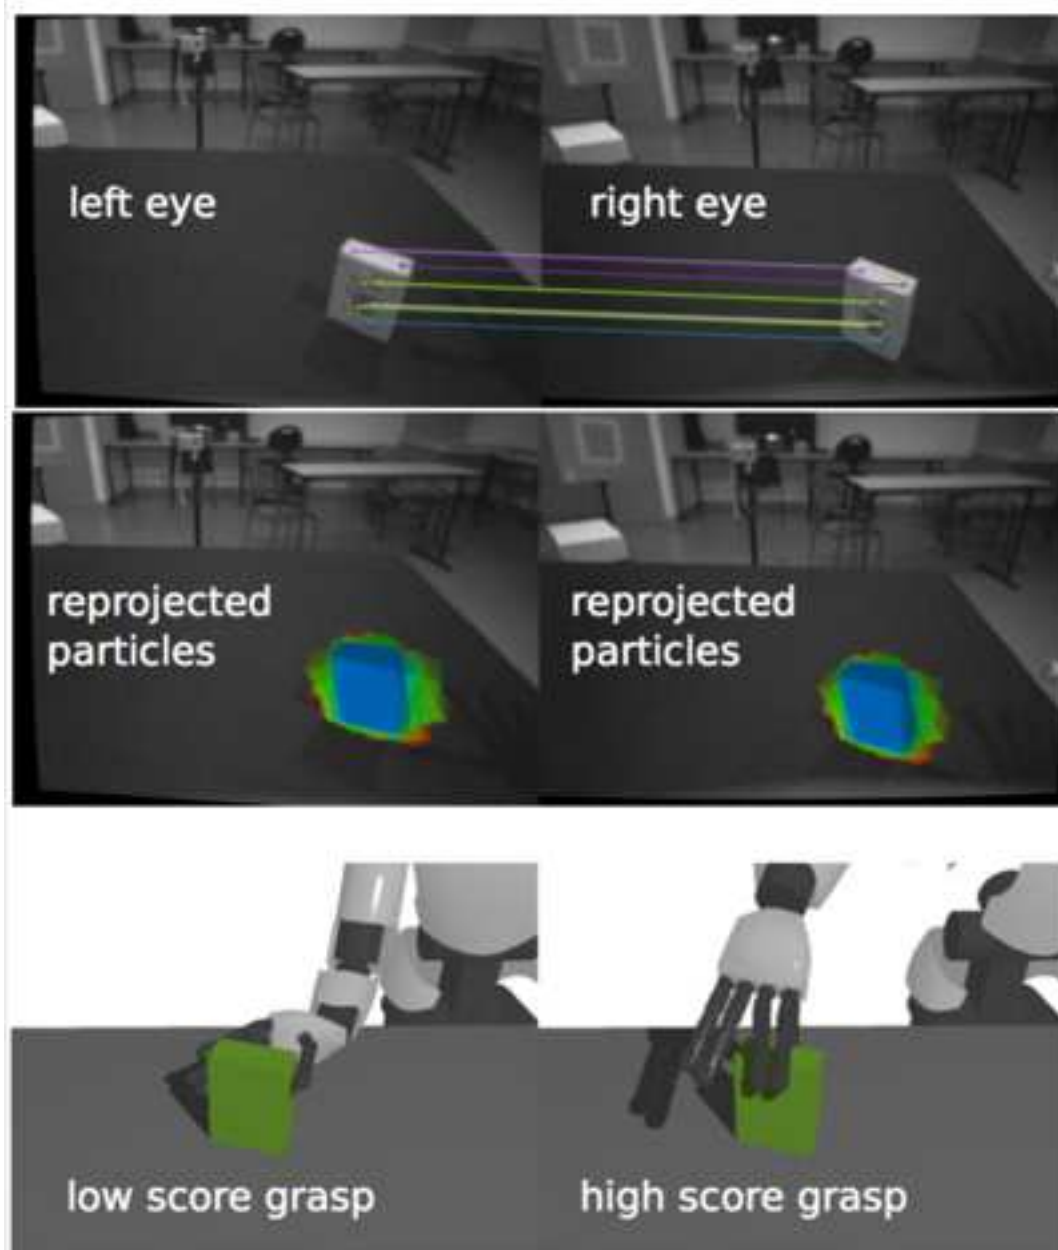 left eye
right eye
reprojected
particles
reprojected
particles
low score grasp
high score grasp